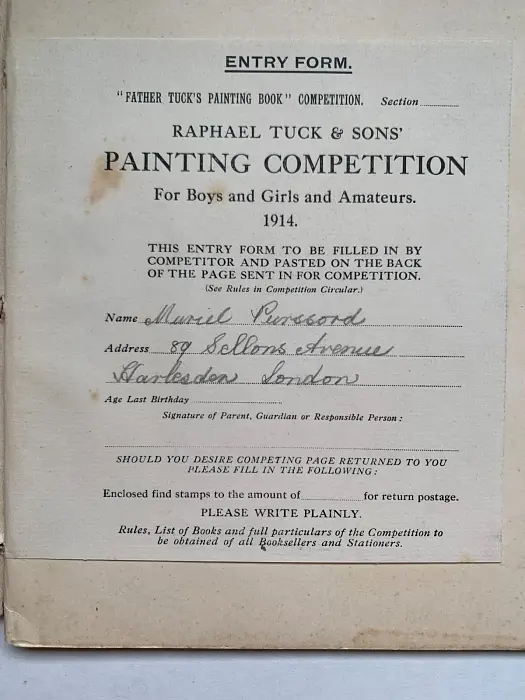 ENTRY FORM.
"FATHER TUCK'S PAINTING BOOK" COMPETITION. Section
RAPHAEL TUCK & SONS'
PAINTING COMPETITION
For Boys and Girls and Amateurs.
1914.
THIS ENTRY FORM TO BE FILLED IN BY
COMPETITOR AND PASTED ON THE BACK
OF THE PAGE SENT IN FOR COMPETITION.
(See Rules in Competition Circular.)
Name Muriel Purssord
Address 89 Sellons Avenue
Harlesden London
Age Last Birthday
Signature of Parent, Guardian or Responsible Person:
SHOULD YOU DESIRE COMPETING PAGE RETURNED TO YOU
PLEASE FILL IN THE FOLLOWING:
Enclosed find stamps to the amount of for return postage.
PLEASE WRITE PLAINLY.
Rules, List of Books and full particulars of the Competition to
be obtained of all Booksellers and Stationers.